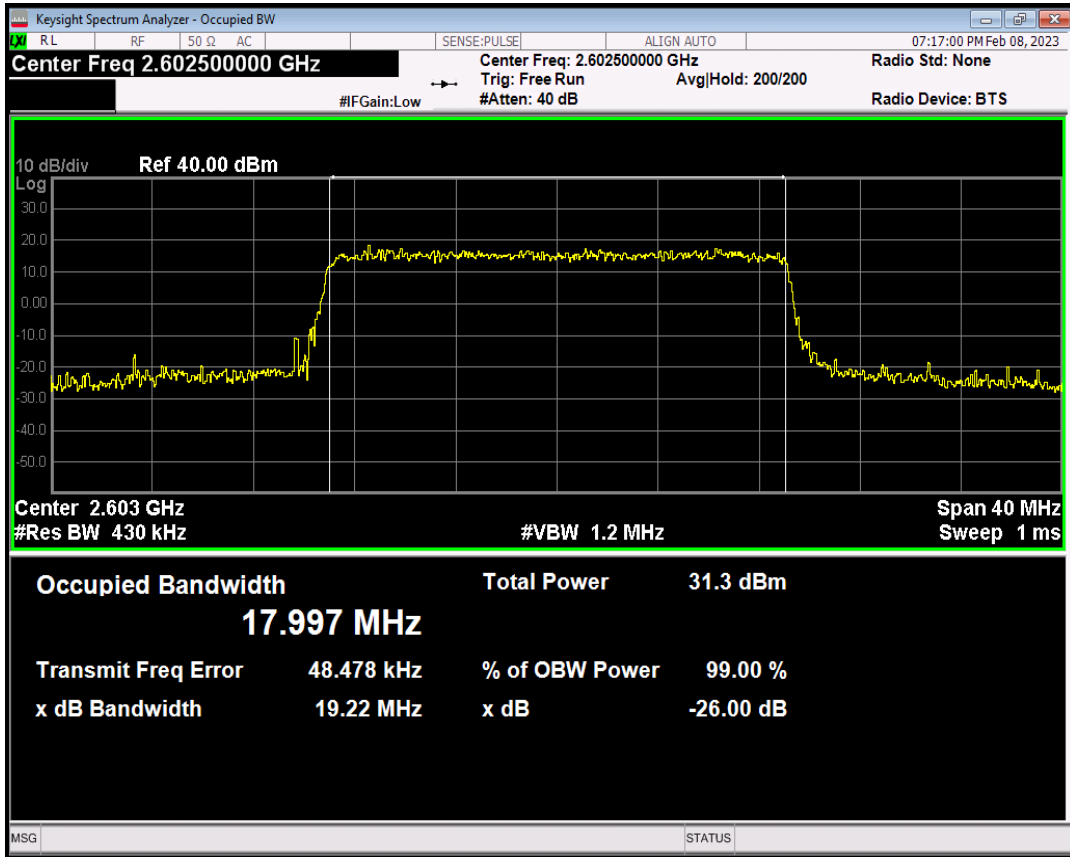 Keysight Spectrum Analyzer - Occupied BW
LXI RL RF 50 Ω AC SENSE:PULSE ALIGN AUTO 07:17:00 PM Feb 08, 2023
Center Freq 2.602500000 GHz Center Freq: 2.602500000 GHz Radio Std: None
Trig: Free Run Avg|Hold: 200/200
#IFGain:Low #Atten: 40 dB Radio Device: BTS
10 dB/div Ref 40.00 dBm
Log
30.0
20.0
10.0
0.00
-10.0
-20.0
-30.0
-40.0
-50.0
Center 2.603 GHz Span 40 MHz
#Res BW 430 kHz #VBW 1.2 MHz Sweep 1 ms
Occupied Bandwidth Total Power 31.3 dBm
17.997 MHz
Transmit Freq Error 48.478 kHz % of OBW Power 99.00 %
x dB Bandwidth 19.22 MHz x dB -26.00 dB
MSG STATUS